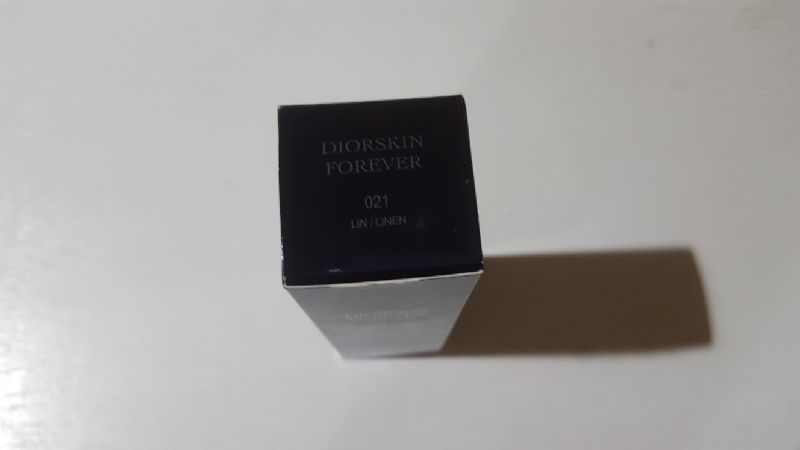 DIORSKIN
FOREVER
021
LIN / LINEN